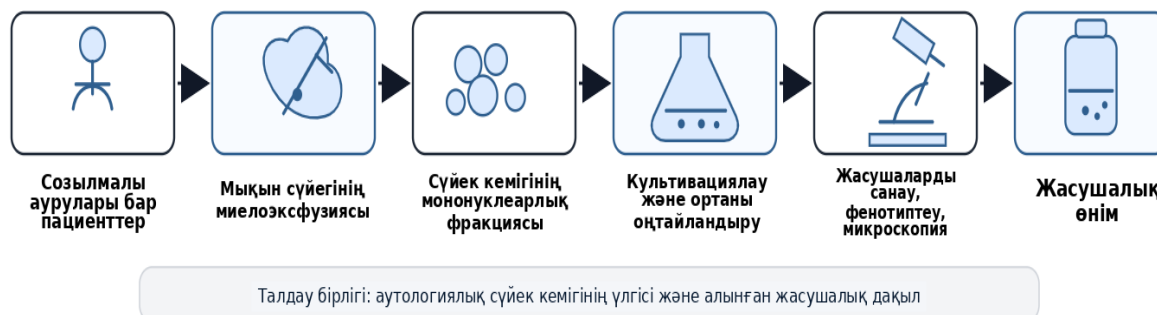 Созылмалы
аурулары бар
пациенттер
Мықын сүйегінің
миелоэксфузиясы
Сүйек кемігінің
мононуклеарлық
фракциясы
Культивациялау
және ортаны
оңтайландыру
Жасушаларды
санау,
фенотиптеу,
микроскопия
Жасушалық
өнім
Талдау бірлігі: аутологиялық сүйек кемігінің үлгісі және алынған жасушалық дақыл